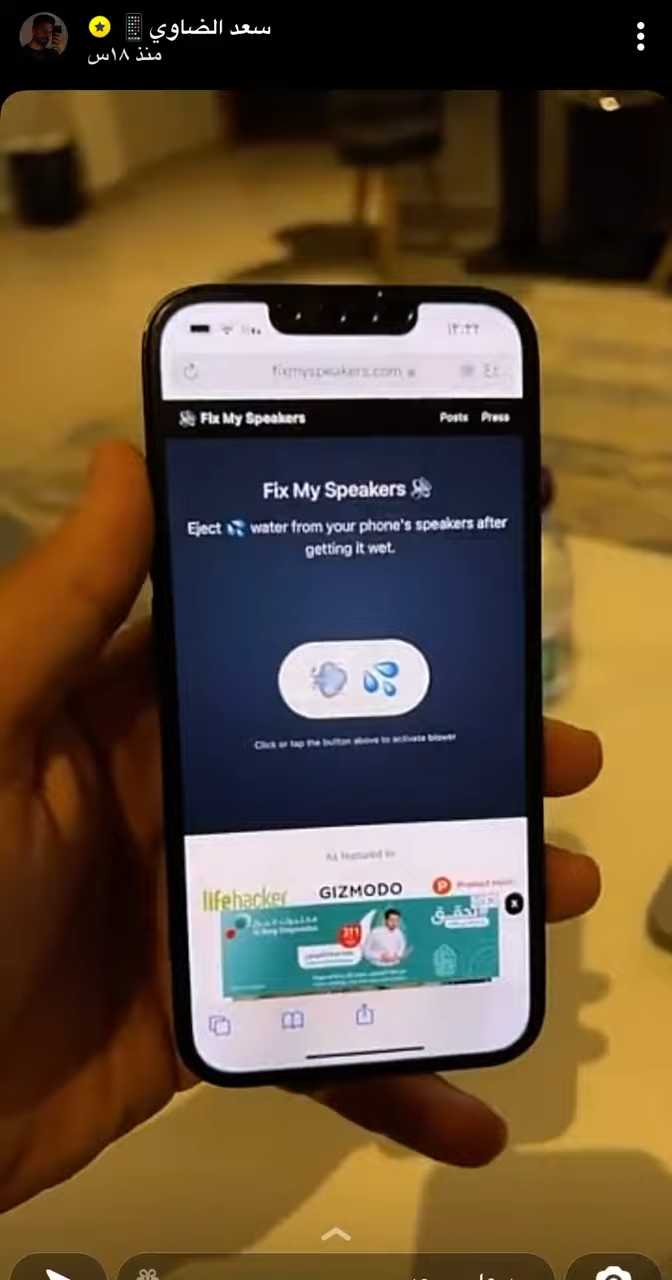 سعد الضاوي📱
منذ ١٨س
١٢:٢٢
fixmyspeakers.com
Fix My Speakers
Posts Press
Fix My Speakers
Eject 💦 water from your phone's speakers after
getting it wet.
Click or tap the button above to activate blower
As featured in
lifehacker
GIZMODO
Product Hunt
311
x